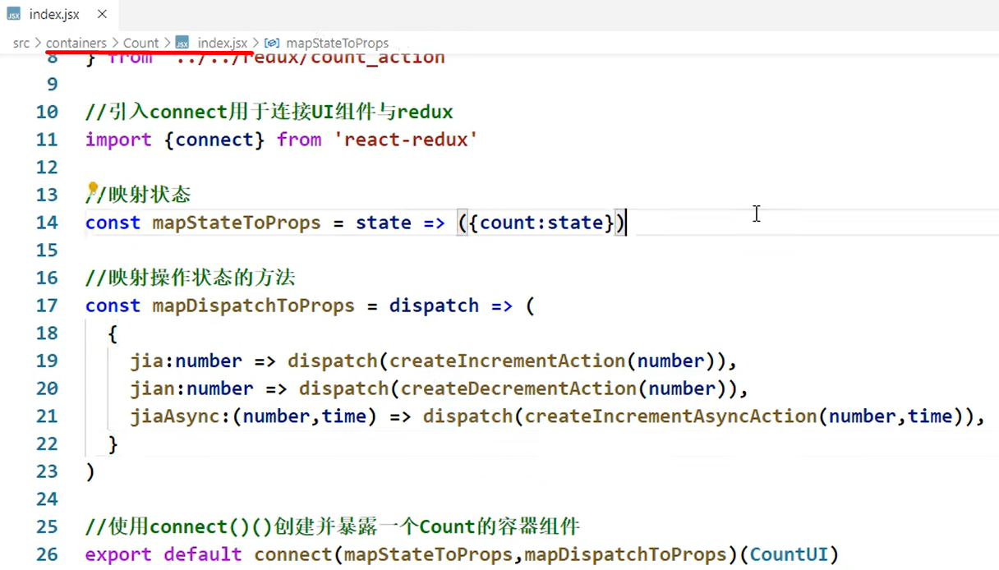 index.jsx
src > containers > Count > index.jsx > mapStateToProps
8 } from '../../redux/count_action
9
10 //引入connect用于连接UI组件与redux
11 import {connect} from 'react-redux'
12
13 //映射状态
14 const mapStateToProps = state => ({count:state})
15
16 //映射操作状态的方法
17 const mapDispatchToProps = dispatch => (
18 {
19 jia:number => dispatch(createIncrementAction(number)),
20 jian:number => dispatch(createDecrementAction(number)),
21 jiaAsync:(number,time) => dispatch(createIncrementAsyncAction(number,time)),
22 }
23 )
24
25 //使用connect()()创建并暴露一个Count的容器组件
26 export default connect(mapStateToProps,mapDispatchToProps)(CountUI)